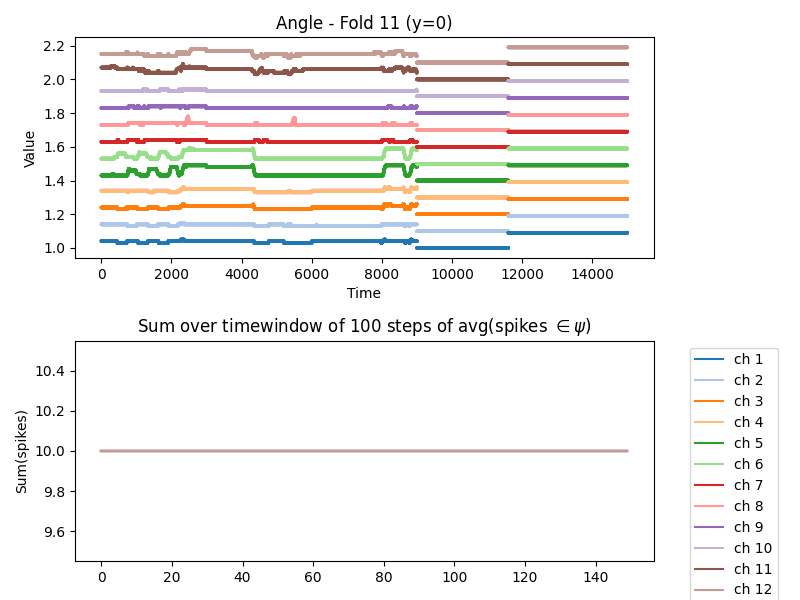 Angle - Fold 11 (y=0)
Value
2.2
2.0
1.8
1.6
1.4
1.2
1.0
0 2000 4000 6000 8000 10000 12000 14000
Time
Sum over timewindow of 100 steps of avg(spikes ∈ ψ)
Sum(spikes)
10.4
10.2
10.0
9.8
9.6
0 20 40 60 80 100 120 140
ch 1
ch 2
ch 3
ch 4
ch 5
ch 6
ch 7
ch 8
ch 9
ch 10
ch 11
ch 12